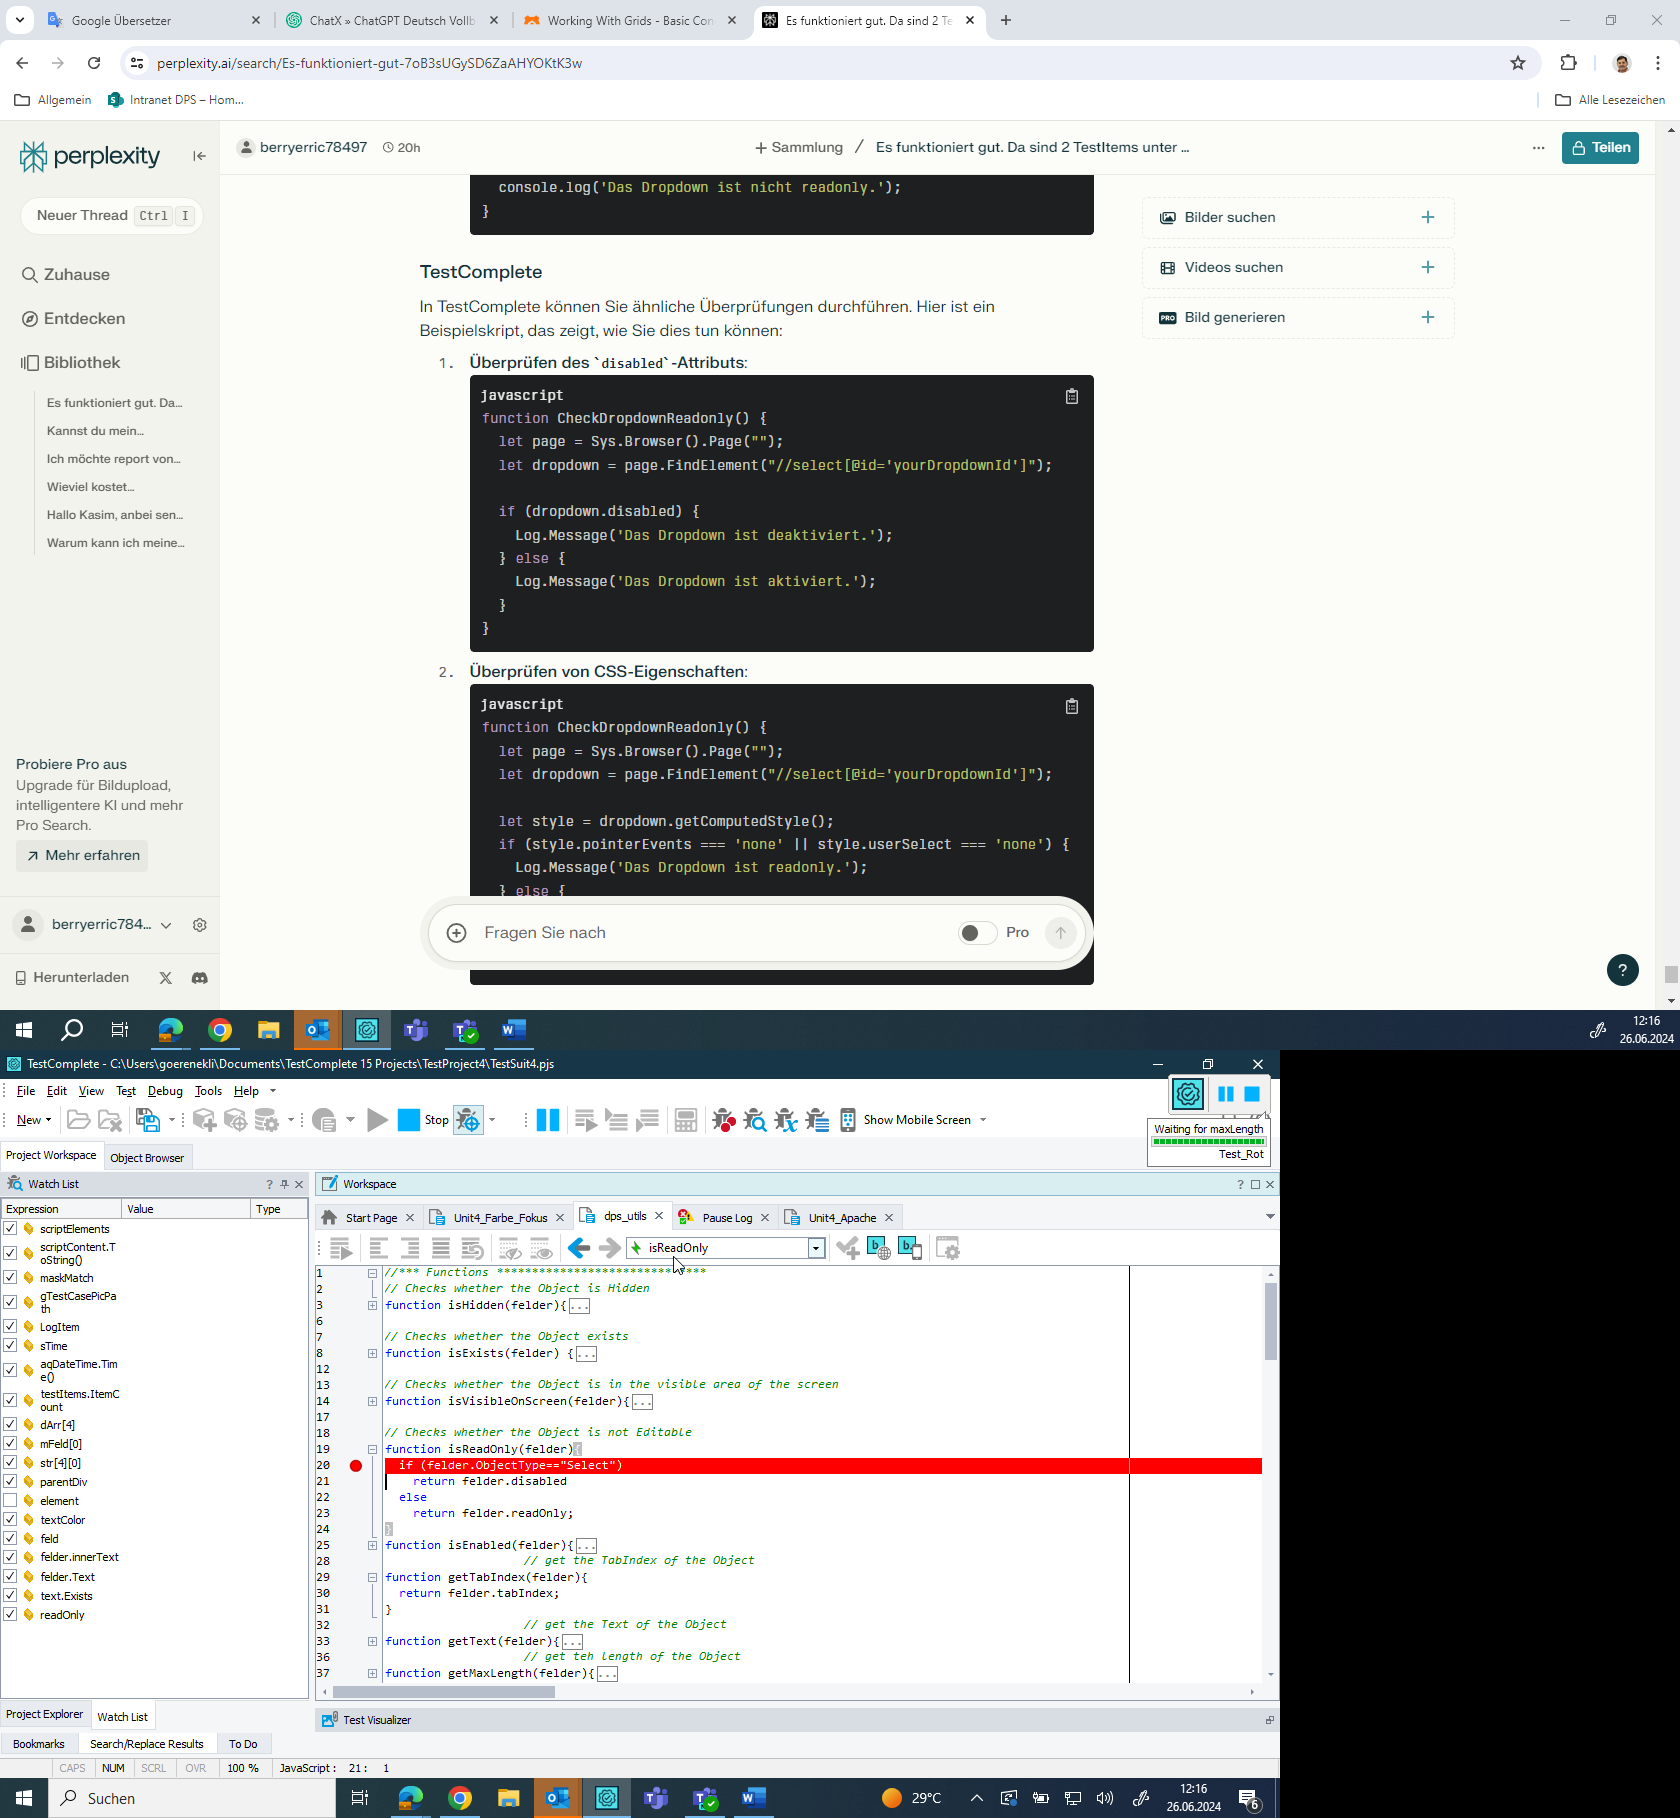 Google Übersetzer
ChatX » ChatGPT Deutsch Vollb
Working With Grids - Basic Con
Es funktioniert gut. Da sind 2 Te
perplexity.ai/search/Es-funktioniert-gut-7oB3sUGySD6ZaAHYOKtK3w
Allgemein
Intranet DPS – Hom...
Alle Lesezeichen
perplexity
berryerric78497
20h
Sammlung / Es funktioniert gut. Da sind 2 TestItems unter ...
Teilen
Neuer Thread Ctrl I
Zuhause
Entdecken
Bibliothek
Es funktioniert gut. Da...
Kannst du mein...
Ich möchte report von...
Wieviel kostet...
Hallo Kasim, anbei sen...
Warum kann ich meine...
Probiere Pro aus
Upgrade für Bildupload,
intelligentere KI und mehr
Pro Search.
Mehr erfahren
berryerric784...
Herunterladen
console.log('Das Dropdown ist nicht readonly.');
}
TestComplete
In TestComplete können Sie ähnliche Überprüfungen durchführen. Hier ist ein
Beispielskript, das zeigt, wie Sie dies tun können:
1. Überprüfen des `disabled`-Attributs:
javascript
function CheckDropdownReadonly() {
let page = Sys.Browser().Page("");
let dropdown = page.FindElement("//select[@id='yourDropdownId']");
if (dropdown.disabled) {
Log.Message('Das Dropdown ist deaktiviert.');
} else {
Log.Message('Das Dropdown ist aktiviert.');
}
}
2. Überprüfen von CSS-Eigenschaften:
javascript
function CheckDropdownReadonly() {
let page = Sys.Browser().Page("");
let dropdown = page.FindElement("//select[@id='yourDropdownId']");
let style = dropdown.getComputedStyle();
if (style.pointerEvents === 'none' || style.userSelect === 'none') {
Log.Message('Das Dropdown ist readonly.');
} else {
Fragen Sie nach
Pro
Bilder suchen
Videos suchen
PRO Bild generieren
?
12:16
26.06.2024
TestComplete - C:\Users\goerenekli\Documents\TestComplete 15 Projects\TestProject4\TestSuit4.pjs
File Edit View Test Debug Tools Help
New
Stop
Show Mobile Screen
Waiting for maxLength
Test_Rot
Project Workspace
Object Browser
Watch List
Expression Value Type
scriptElements
scriptContent.T
oString()
maskMatch
gTestCasePicPa
th
LogItem
sTime
aqDateTime.Tim
e()
testItems.ItemC
ount
dArr[4]
mFeld[0]
str[4][0]
parentDiv
element
textColor
feld
felder.innerText
felder.Text
text.Exists
readOnly
Workspace
Start Page
Unit4_Farbe_Fokus
dps_utils
Pause Log
Unit4_Apache
isReadOnly
1 //*** Functions ******************************
2 // Checks whether the Object is Hidden
3 function isHidden(felder){...
6
7 // Checks whether the Object exists
8 function isExists(felder) {...
12
13 // Checks whether the Object is in the visible area of the screen
14 function isVisibleOnScreen(felder){...
17
18 // Checks whether the Object is not Editable
19 function isReadOnly(felder){
20 if (felder.ObjectType=="Select")
21 return felder.disabled
22 else
23 return felder.readOnly;
24 }
25 function isEnabled(felder){...
28 // get the TabIndex of the Object
29 function getTabIndex(felder){
30 return felder.tabIndex;
31 }
32 // get the Text of the Object
33 function getText(felder){...
36 // get teh length of the Object
37 function getMaxLength(felder){...
Project Explorer
Watch List
Test Visualizer
Bookmarks
Search/Replace Results
To Do
CAPS NUM SCRL OVR 100 % JavaScript: 21: 1
Suchen
29°C
12:16
26.06.2024
6